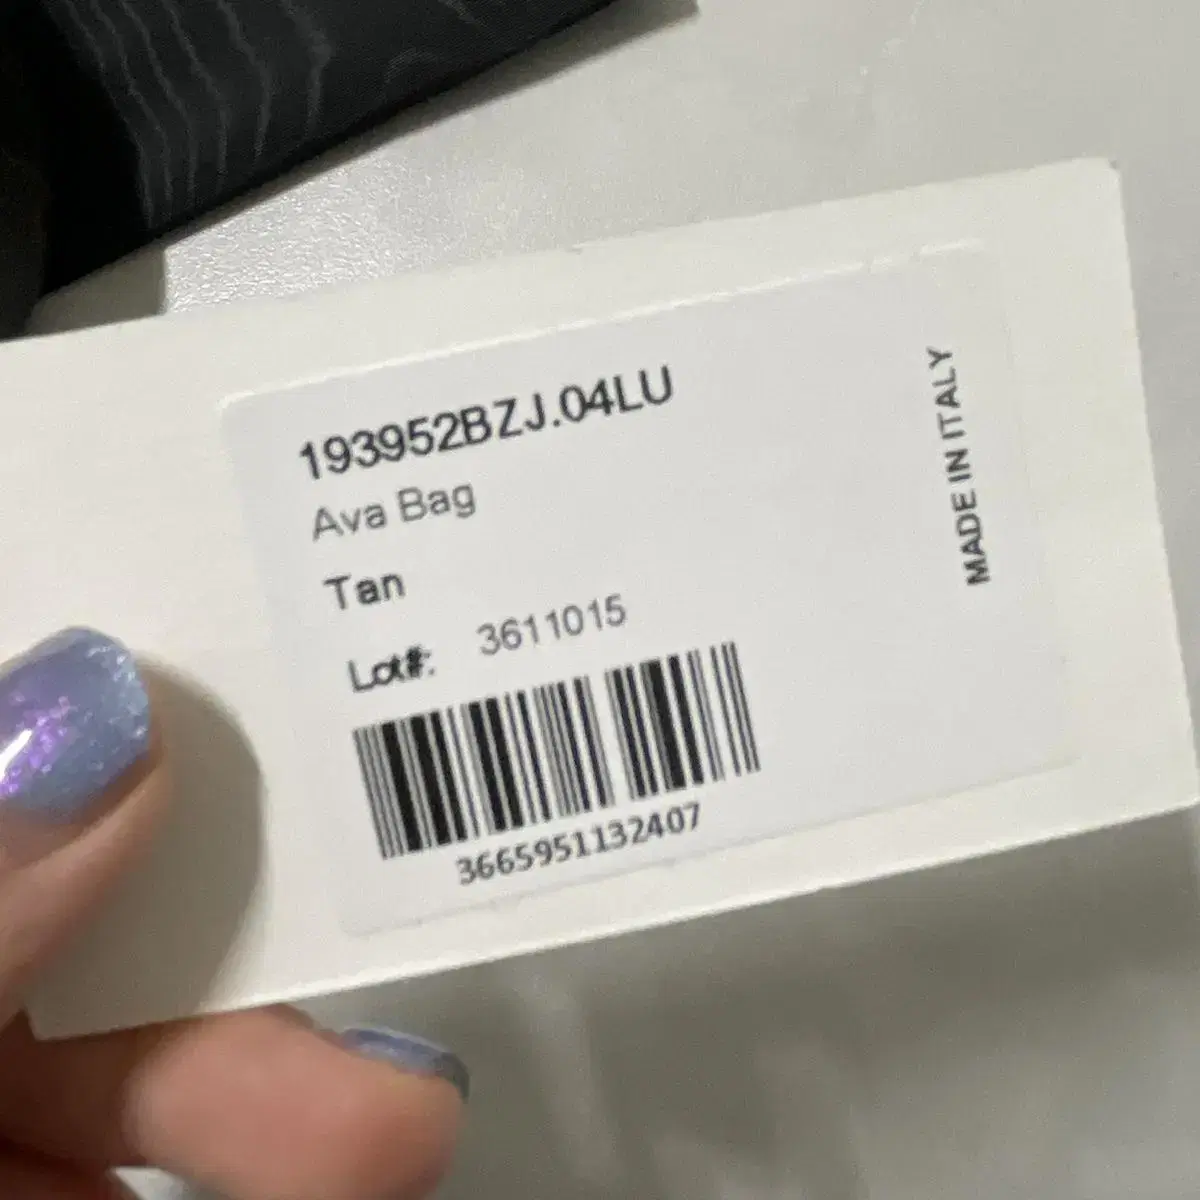 193952BZJ.04LU
Ava Bag
Tan
Lot#: 3611015
3665951132407
MADE IN ITALY